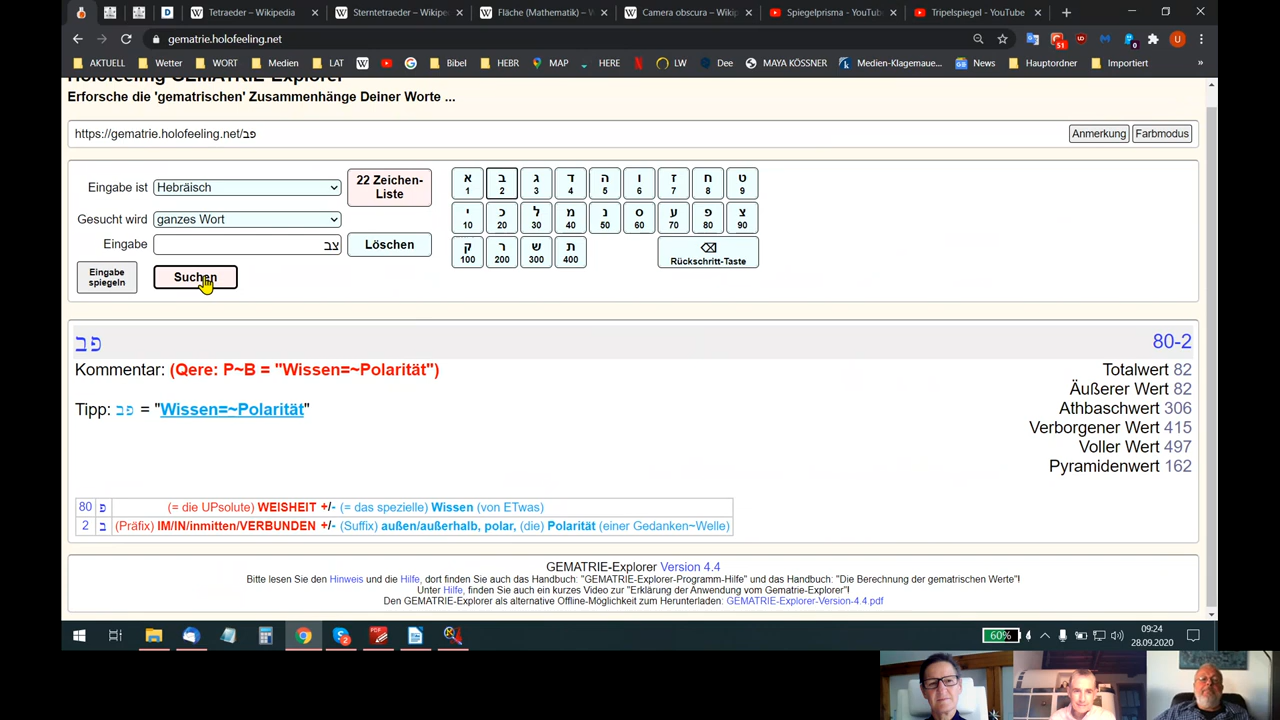 Tetraeder – Wikipedia
Sterntetraeder – Wikipe
Fläche (Mathematik) – W
Camera obscura – Wikip
Spiegelprisma - YouTub
Tripelspiegel - YouTube
gematrie.holofeeling.net
AKTUELL Wetter WORT Medien LAT Bibel HEBR MAP HERE LW Dee MAYA KÖSSNER Medien-Klagemaue... News Hauptordner Importiert »
Holofeeling GEMATRIE Explorer
Erforsche die 'gematrischen' Zusammenhänge Deiner Worte ...
https://gematrie.holofeeling.net/פב
Anmerkung Farbmodus
Eingabe ist Hebräisch
22 Zeichen-Liste
Gesucht wird ganzes Wort
Eingabe צב
Löschen
Eingabe spiegeln
Suchen
א ב ג ד ה ו ז ח ט
1 2 3 4 5 6 7 8 9
י כ ל מ נ ס ע פ צ
10 20 30 40 50 60 70 80 90
ק ר ש ת ⌫
100 200 300 400 Rückschritt-Taste
פב 80-2
Kommentar: (Qere: P~B = "Wissen=~Polarität")
Tipp: פב = "Wissen=~Polarität"
Totalwert 82
Äußerer Wert 82
Athbaschwert 306
Verborgener Wert 415
Voller Wert 497
Pyramidenwert 162
80 פ (= die UPsolute) WEISHEIT +/- (= das spezielle) Wissen (von ETwas)
2 ב (Präfix) IM/IN/inmitten/VERBUNDEN +/- (Suffix) außen/außerhalb, polar, (die) Polarität (einer Gedanken~Welle)
GEMATRIE-Explorer Version 4.4
Bitte lesen Sie den Hinweis und die Hilfe, dort finden Sie auch das Handbuch: "GEMATRIE-Explorer-Programm-Hilfe" und das Handbuch: "Die Berechnung der gematrischen Werte"!
Unter Hilfe, finden Sie auch ein kurzes Video zur "Erklärung der Anwendung vom Gematrie-Explorer"!
Den GEMATRIE-Explorer als alternative Offline-Möglichkeit zum Herunterladen: GEMATRIE-Explorer-Version-4.4.pdf
60%
09:24
28.09.2020